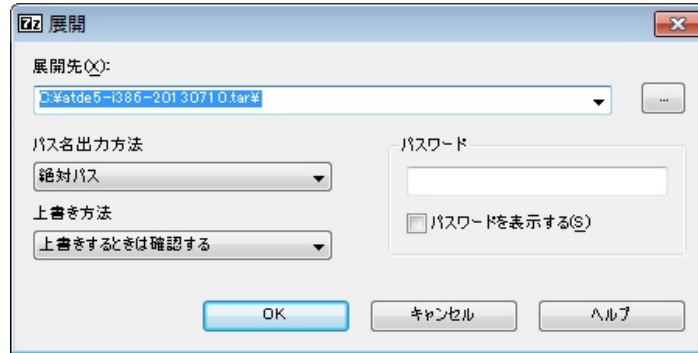 7z 展開
展開先(X):
C:¥atde5-i386-20130710.tar¥
...
パス名出力方法
絶対パス
上書き方法
上書きするときは確認する
パスワード
パスワードを表示する(S)
OK
キャンセル
ヘルプ